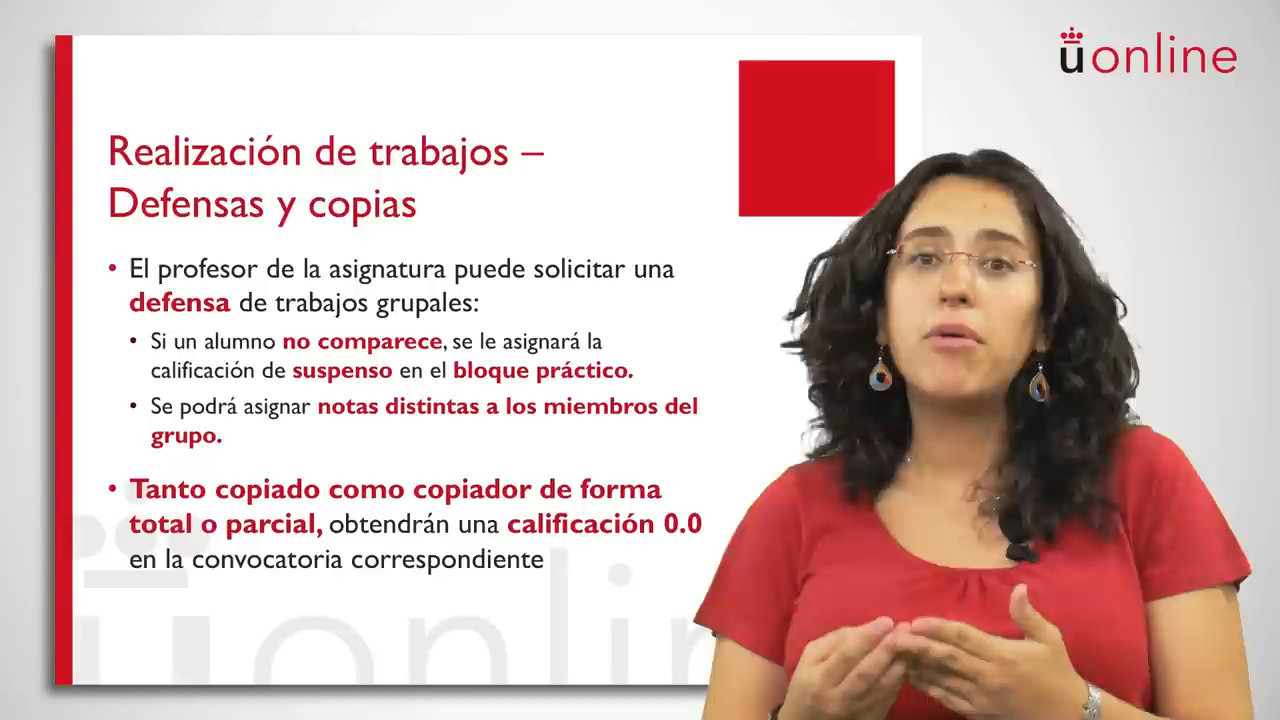 uonline
Realización de trabajos –
Defensas y copias
• El profesor de la asignatura puede solicitar una
defensa de trabajos grupales:
• Si un alumno no comparece, se le asignará la
calificación de suspenso en el bloque práctico.
• Se podrá asignar notas distintas a los miembros del
grupo.
• Tanto copiado como copiador de forma
total o parcial, obtendrán una calificación 0.0
en la convocatoria correspondiente
uonline